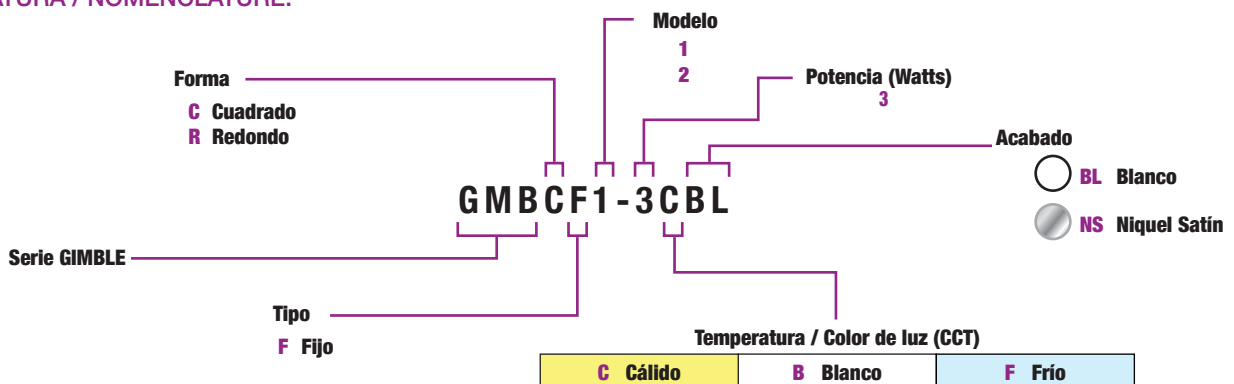 NOMENCLATURE:
Modelo
1
2
Forma
C Cuadrado
R Redondo
Potencia (Watts)
3
Acabado
BL Blanco
NS Niquel Satín
GMBCF1-3CBL
Serie GIMBLE
Tipo
F Fijo
Temperatura / Color de luz (CCT)
C Cálido
B Blanco
F Frío